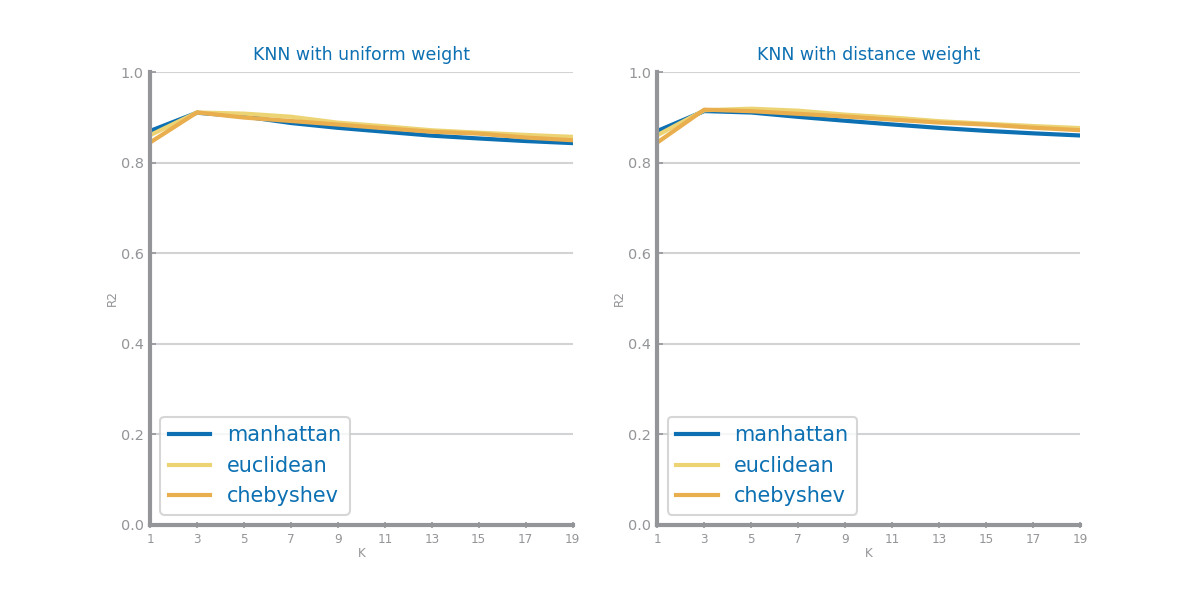 KNN with uniform weight
1.0
0.8
0.6
0.4
0.2
0.0
R2
manhattan
euclidean
chebyshev
1 3 5 7 9 11 13 15 17 19
K
KNN with distance weight
1.0
0.8
0.6
0.4
0.2
0.0
R2
manhattan
euclidean
chebyshev
1 3 5 7 9 11 13 15 17 19
K